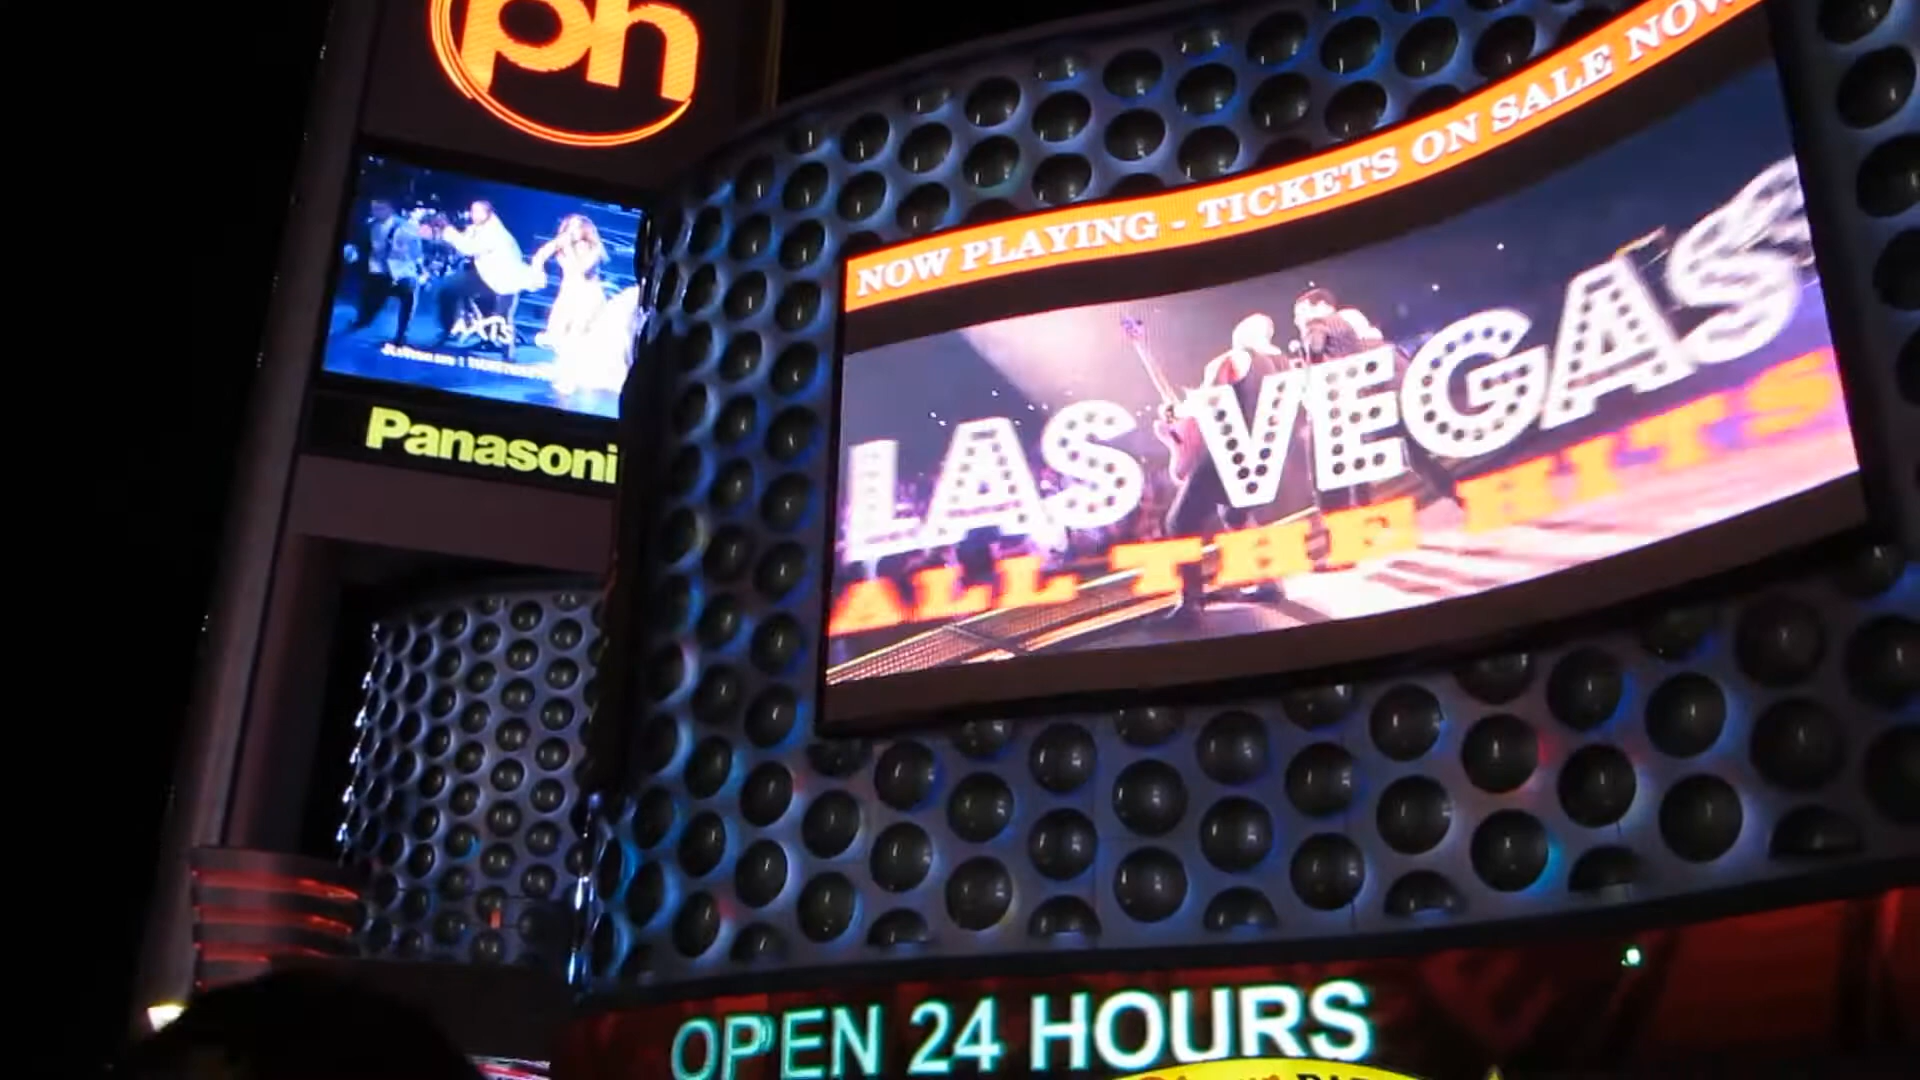 ph
NOW PLAYING - TICKETS ON SALE NOW
AXIS
Panasoni
LAS VEGAS
ALL THE HITS
OPEN 24 HOURS